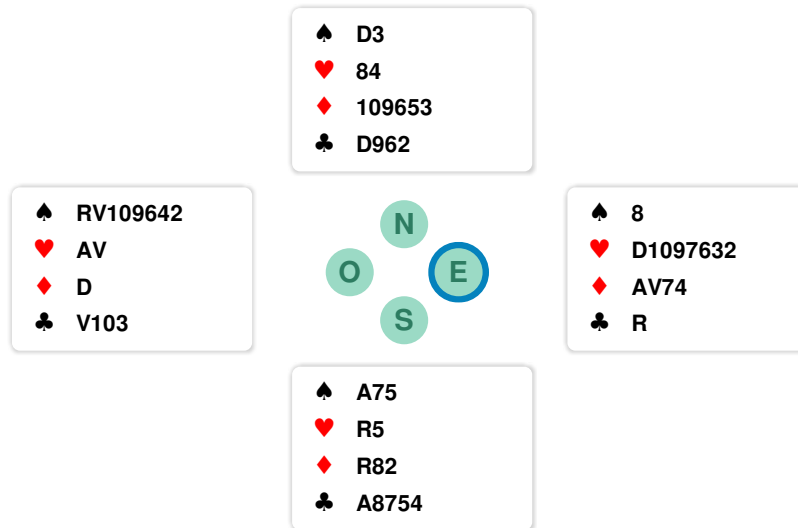 ♠ D3
♥ 84
♦ 109653
♣ D962
♠ RV109642
♥ AV
♦ D
♣ V103
N
O
E
S
♠ 8
♥ D1097632
♦ AV74
♣ R
♠ A75
♥ R5
♦ R82
♣ A8754